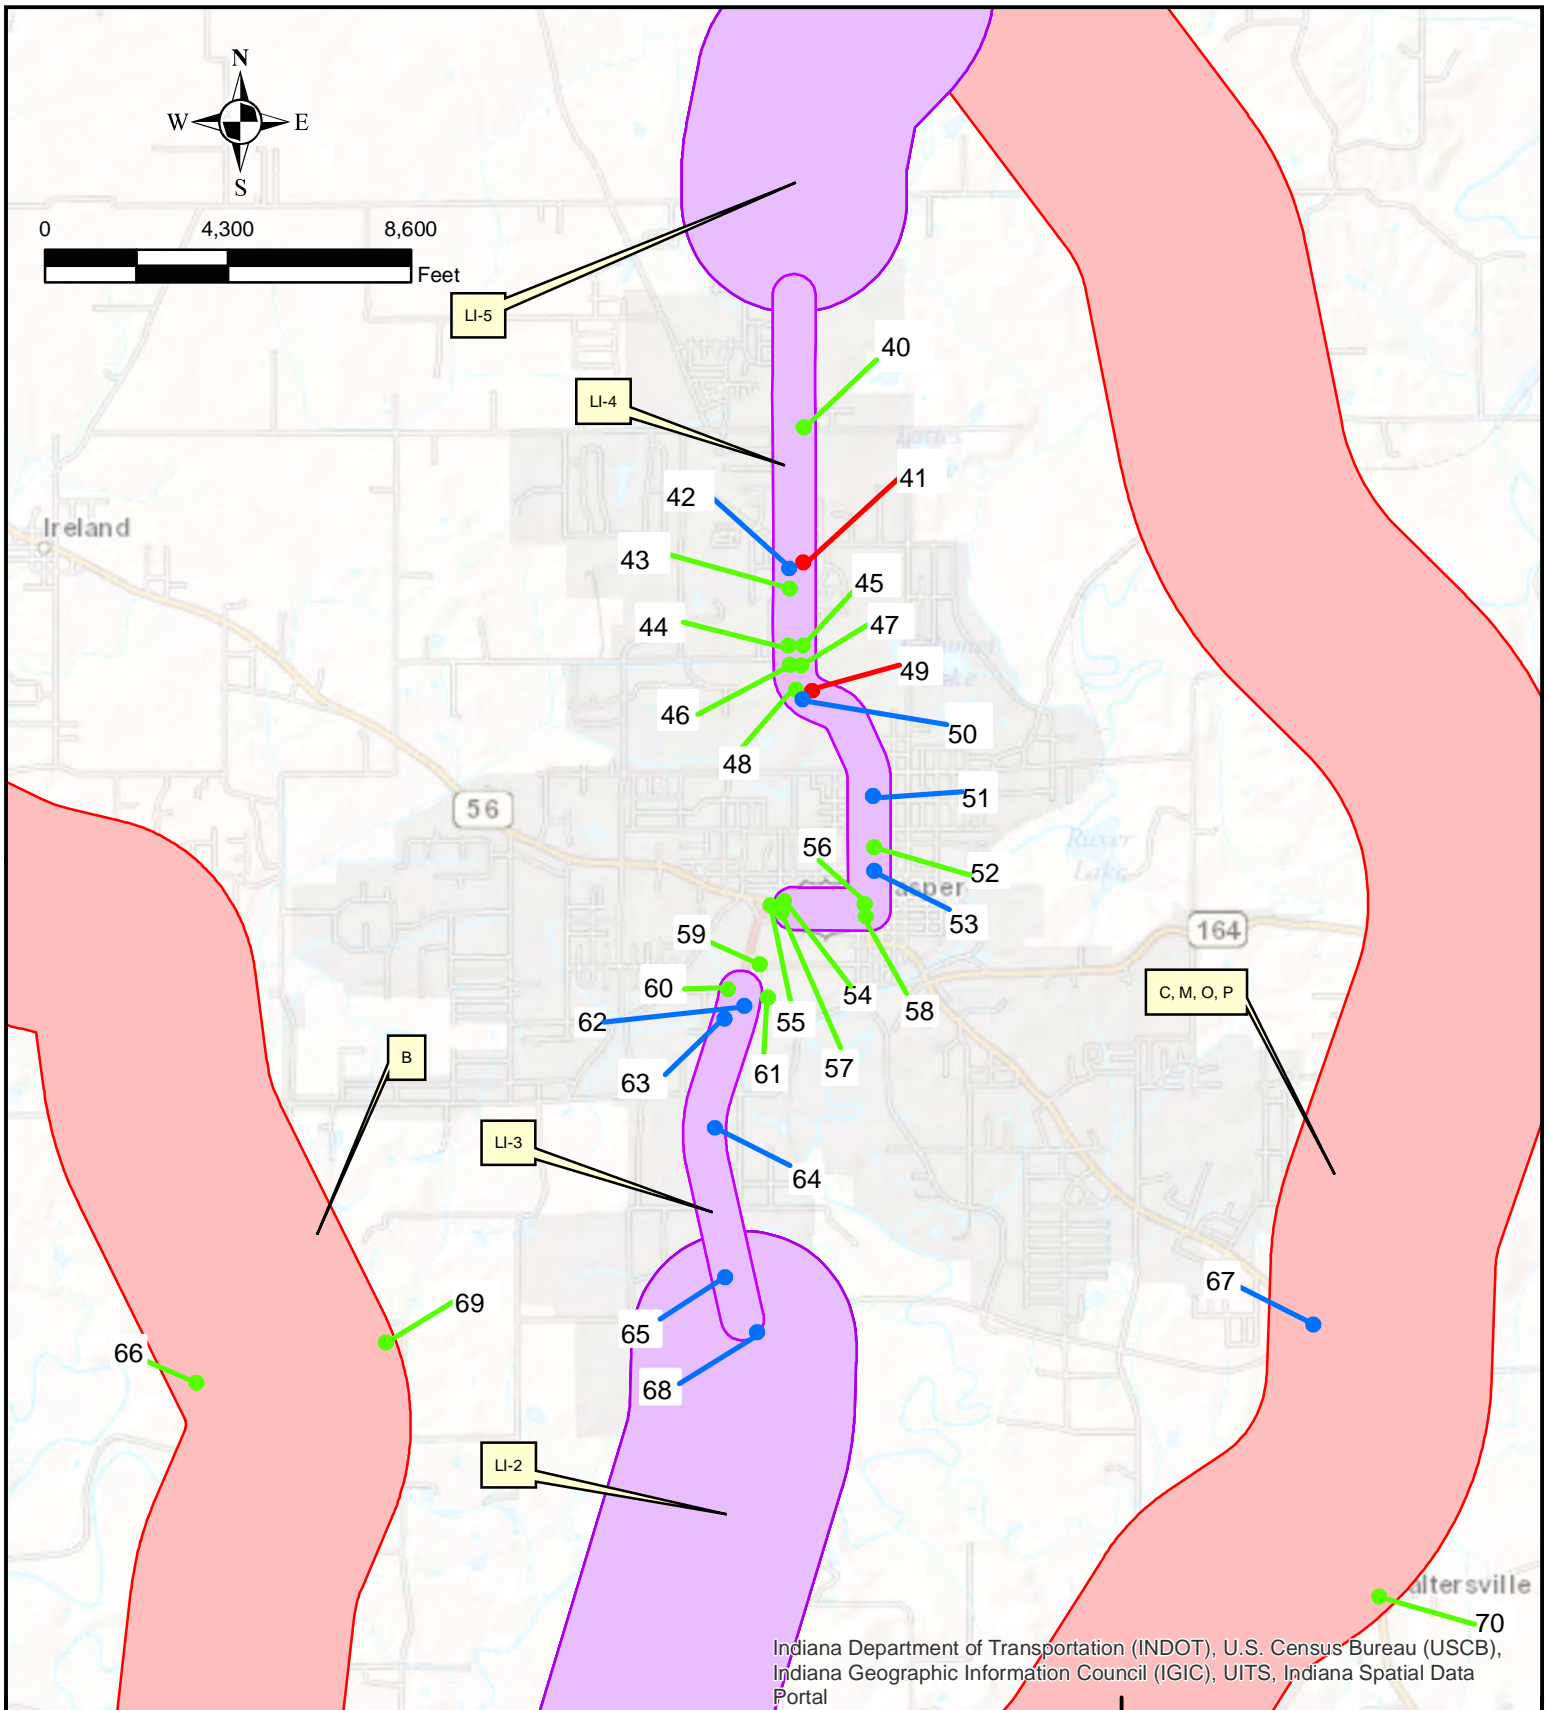 N
W E
S
0 4,300 8,600
Feet
LI-5
40
LI-4
41
42
Ireland
43
45
44
47
49
46
50
48
51
56
56
52
53
164
59
C, M, O, P
60
54
58
62
55
B
57
61
63
LI-3
64
67
69
65
66
68
LI-2
70
Indiana Department of Transportation (INDOT), U.S. Census Bureau (USCB),
Indiana Geographic Information Council (IGIC), UITS, Indiana Spatial Data
Portal